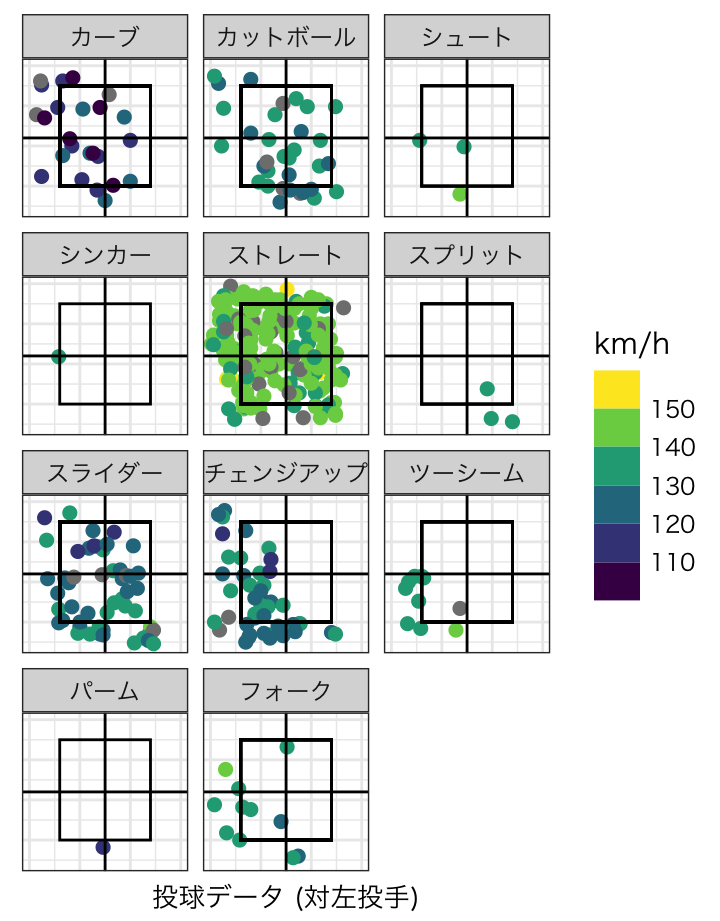 カーブ
カットボール
シュート
シンカー
ストレート
スプリット
スライダー
チェンジアップ
ツーシーム
パーム
フォーク
km/h
150
140
130
120
110
投球データ (対左投手)